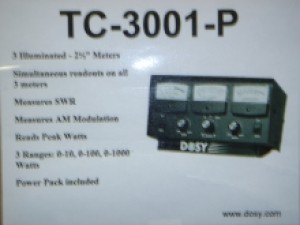 TC-3001-P
3 Illuminated - 2½" Meters
Simultaneous readouts on all
3 meters
Measures SWR
Measures AM Modulation
Reads Peak Watts
3 Ranges: 0-10, 0-100, 0-1000
Watts
Power Pack included
DOSY
www.dosy.com